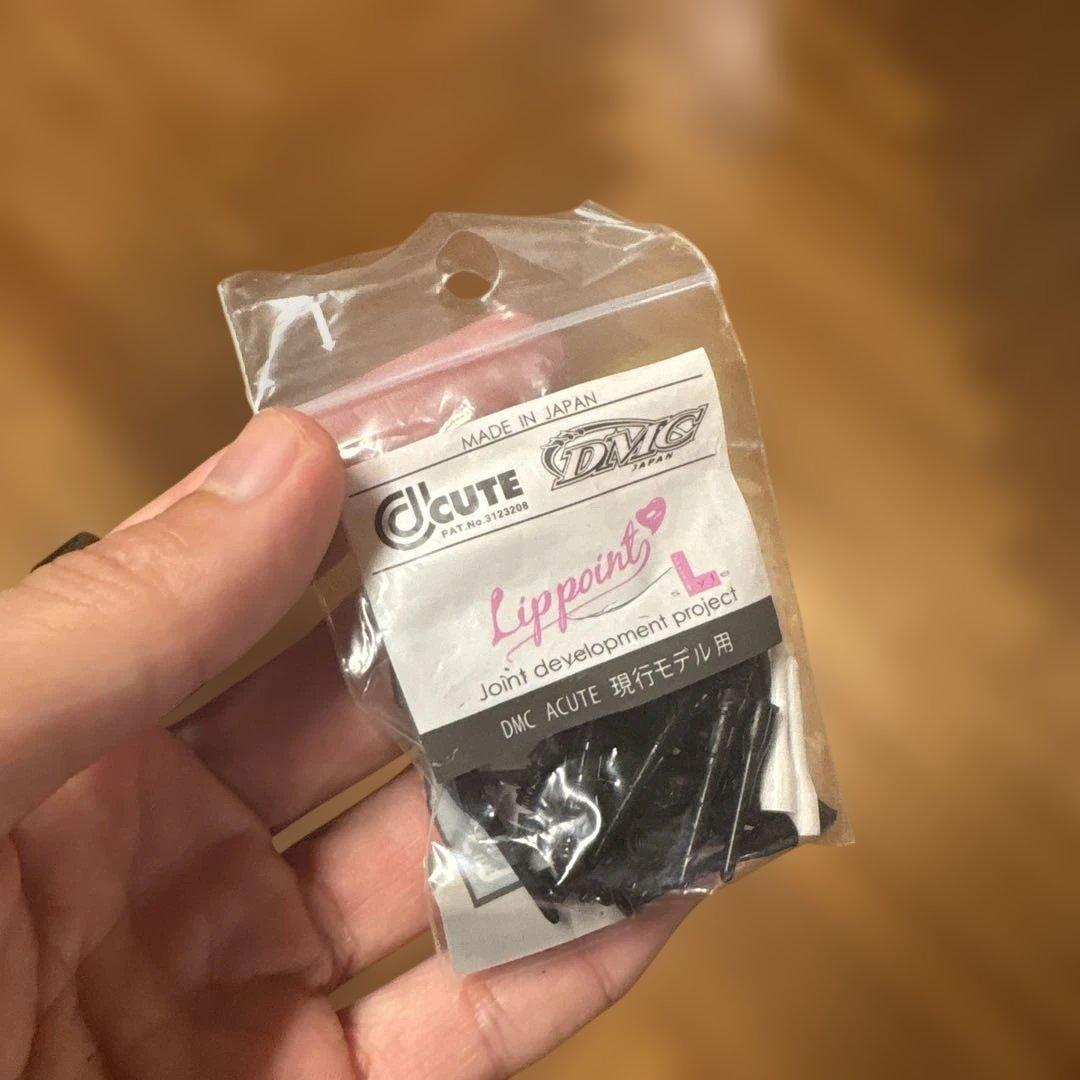 MADE IN JAPAN
CUTE
PAT.No.3123208
DMC
JAPAN
Lippoint
L
Joint development project
DMC ACUTE 現行モデル用